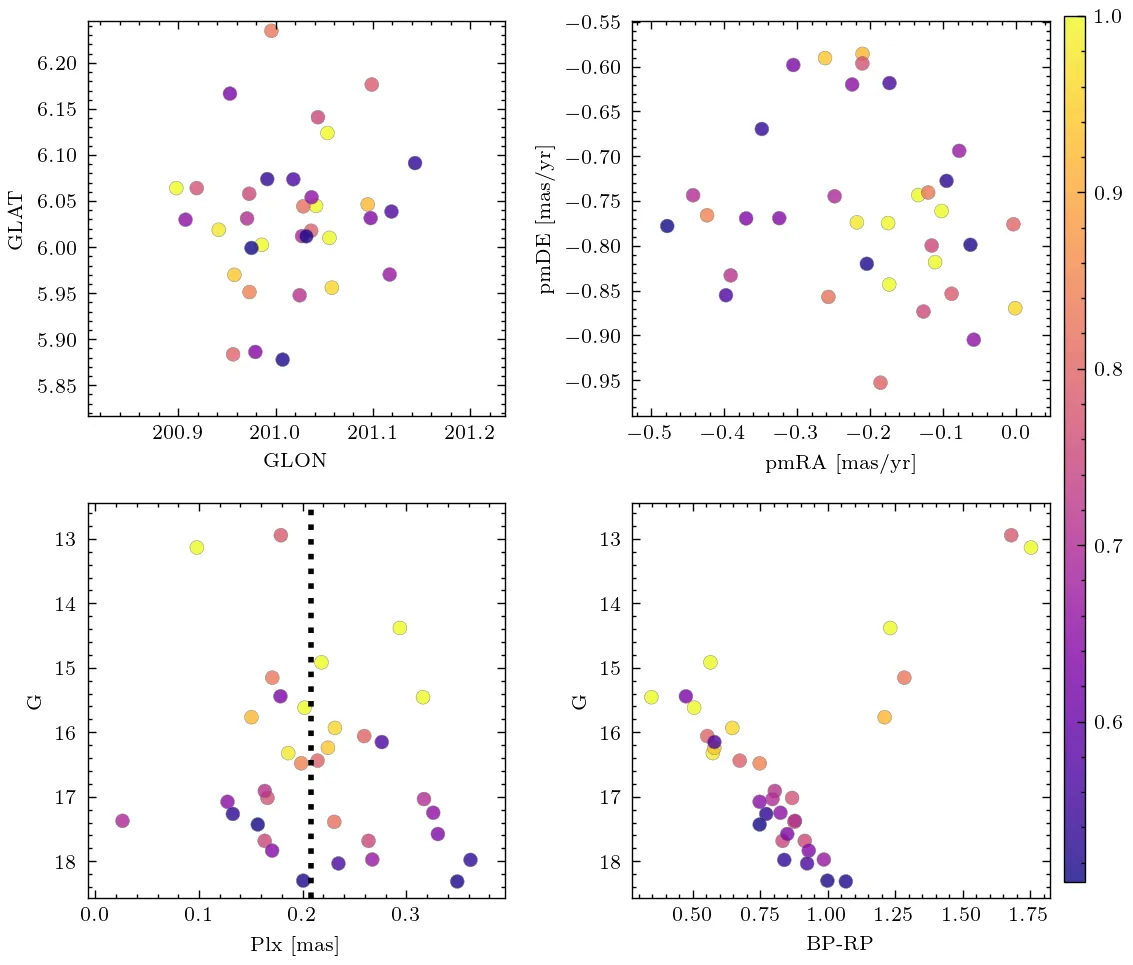 6.20
6.15
6.10
6.05
6.00
5.95
5.90
5.85
GLAT
200.9 201.0 201.1 201.2
GLON
−0.55
−0.60
−0.65
−0.70
−0.75
−0.80
−0.85
−0.90
−0.95
pmDE [mas/yr]
−0.5 −0.4 −0.3 −0.2 −0.1 0.0
pmRA [mas/yr]
13
14
15
16
17
18
G
0.0 0.1 0.2 0.3
Plx [mas]
13
14
15
16
17
18
G
0.50 0.75 1.00 1.25 1.50 1.75
BP-RP
1.0
0.9
0.8
0.7
0.6